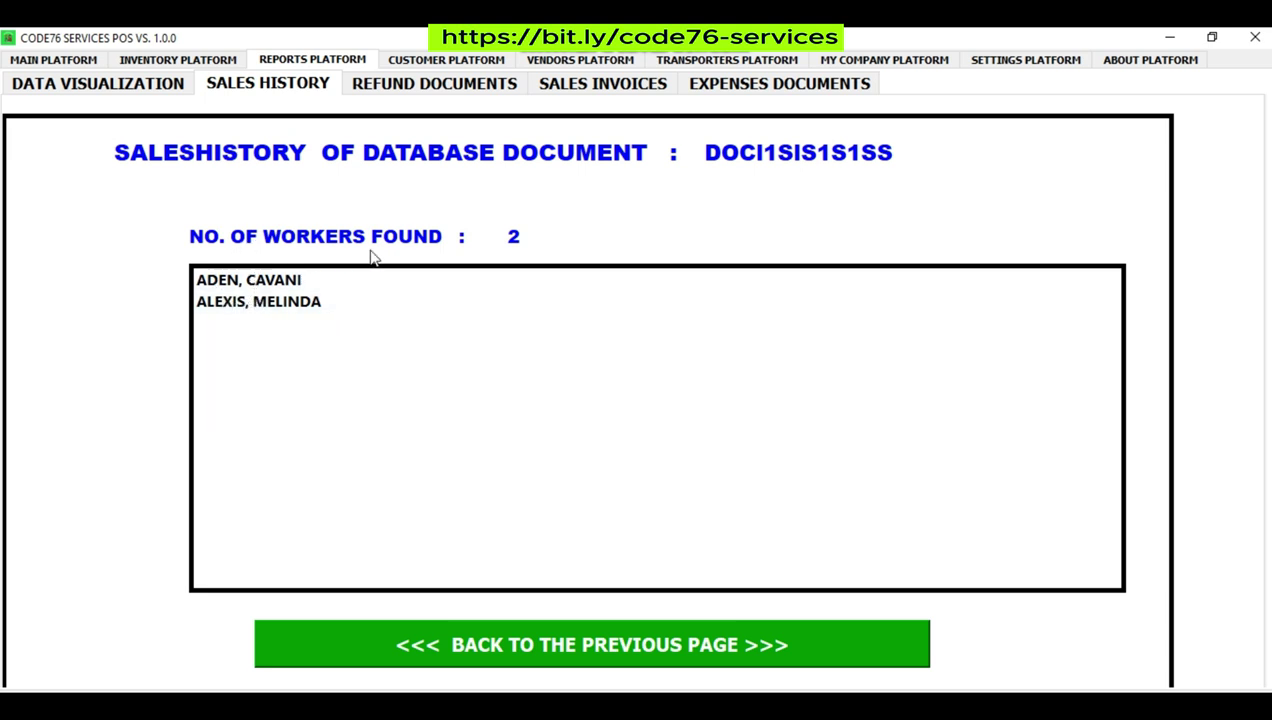 https://bit.ly/code76-services
CODE76 SERVICES POS VS. 1.0.0
MAIN PLATFORM INVENTORY PLATFORM REPORTS PLATFORM CUSTOMER PLATFORM VENDORS PLATFORM TRANSPORTERS PLATFORM MY COMPANY PLATFORM SETTINGS PLATFORM ABOUT PLATFORM
DATA VISUALIZATION SALES HISTORY REFUND DOCUMENTS SALES INVOICES EXPENSES DOCUMENTS
SALESHISTORY OF DATABASE DOCUMENT : DOCI1SIS1S1SS
NO. OF WORKERS FOUND : 2
ADEN, CAVANI
ALEXIS, MELINDA
<<< BACK TO THE PREVIOUS PAGE >>>